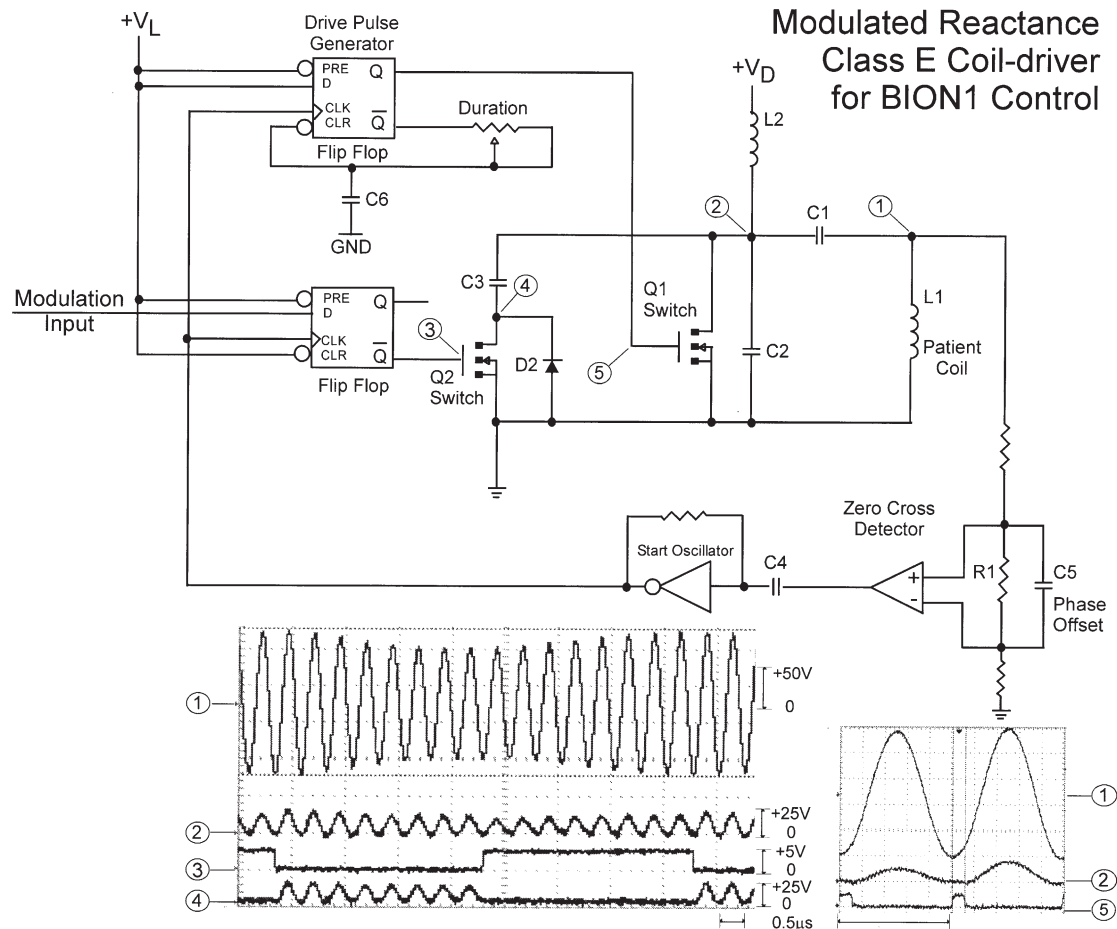 Modulated Reactance
Class E Coil-driver
for BION1 Control
+VL
Drive Pulse
Generator
PRE
D
CLK
CLR
Q
Q
Flip Flop
Duration
C6
GND
+VD
L2
2
C1
1
C3
4
Q1
Switch
L1
Patient
Coil
C2
5
Modulation
Input
PRE
D
CLK
CLR
Q
Q
Flip Flop
3
Q2
Switch
D2
Zero Cross
Detector
Start Oscillator
C4
+
-
R1
C5
Phase
Offset
1
+50V
0
2
+25V
0
3
+5V
0
4
+25V
0
0.5µs
1
2
5